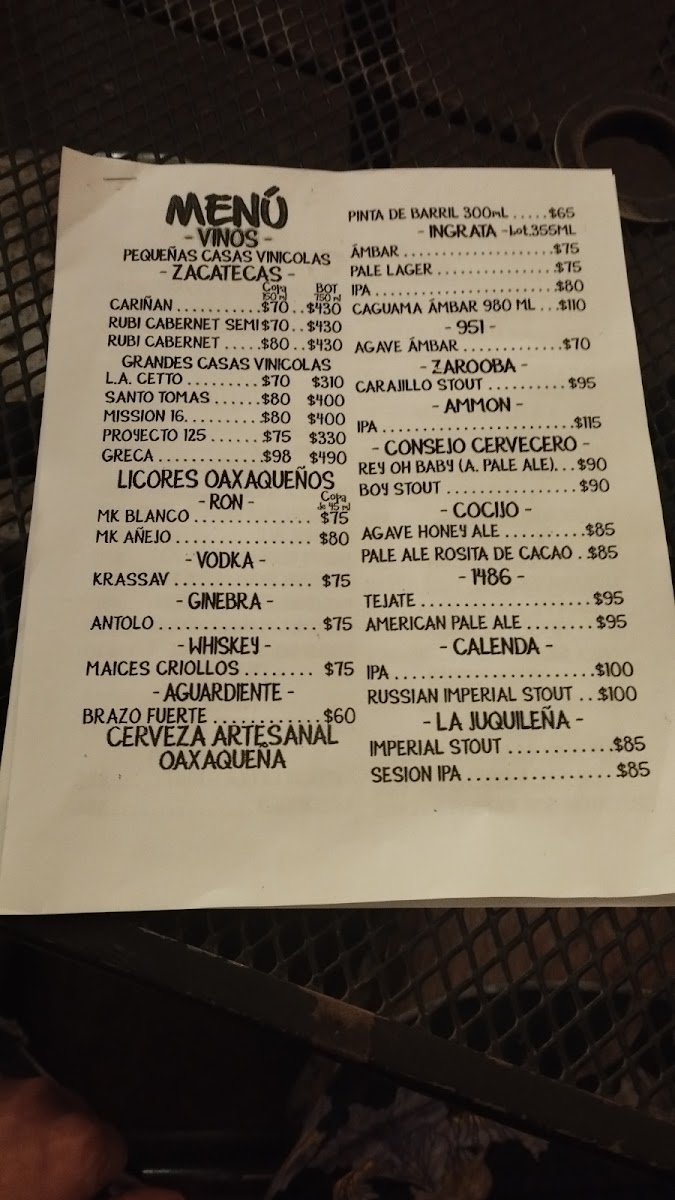 MENÚ
- VINOS -
PEQUEÑAS CASAS VINICOLAS
- ZACATECAS -
Copa 150 ml BOT 750 ml
CARIÑAN ........... $70 .. $430
RUBI CABERNET SEMI $70 .. $430
RUBI CABERNET ..... $80 .. $430
GRANDES CASAS VINICOLAS
L.A. CETTO ......... $70 $310
SANTO TOMAS ...... $80 $400
MISSION 16. ........ $80 $400
PROYECTO 125 ...... $75 $330
GRECA ............. $98 $490
LICORES OAXAQUEÑOS
- RON -
Copa de 45 ml
MK BLANCO ............. $75
MK AÑEJO ............... $80
- VODKA -
KRASSAV ................ $75
- GINEBRA -
ANTOLO .................. $75
- WHISKEY -
MAICES CRIOLLOS ........ $75
- AGUARDIENTE -
BRAZO FUERTE ............ $60
CERVEZA ARTESANAL
OAXAQUEÑA
PINTA DE BARRIL 300mL ..... $65
- INGRATA - Lot.355ML
ÁMBAR .................. $75
PALE LAGER .............. $75
IPA ..................... $80
CAGUAMA ÁMBAR 980 ML ... $110
- 951 -
AGAVE ÁMBAR ............. $70
- ZAROOBA -
CARAJILLO STOUT .......... $95
- AMMON -
IPA ........................ $115
- CONSEJO CERVECERO -
REY OH BABY (A. PALE ALE). .. $90
BOY STOUT ................ $90
- COCIJO -
AGAVE HONEY ALE .......... $85
PALE ALE ROSITA DE CACAO . $85
- 1486 -
TEJATE .................... $95
AMERICAN PALE ALE ........ $95
- CALENDA -
IPA ........................ $100
RUSSIAN IMPERIAL STOUT .. $100
- LA JUQUILEÑA -
IMPERIAL STOUT ............ $85
SESION IPA ................ $85